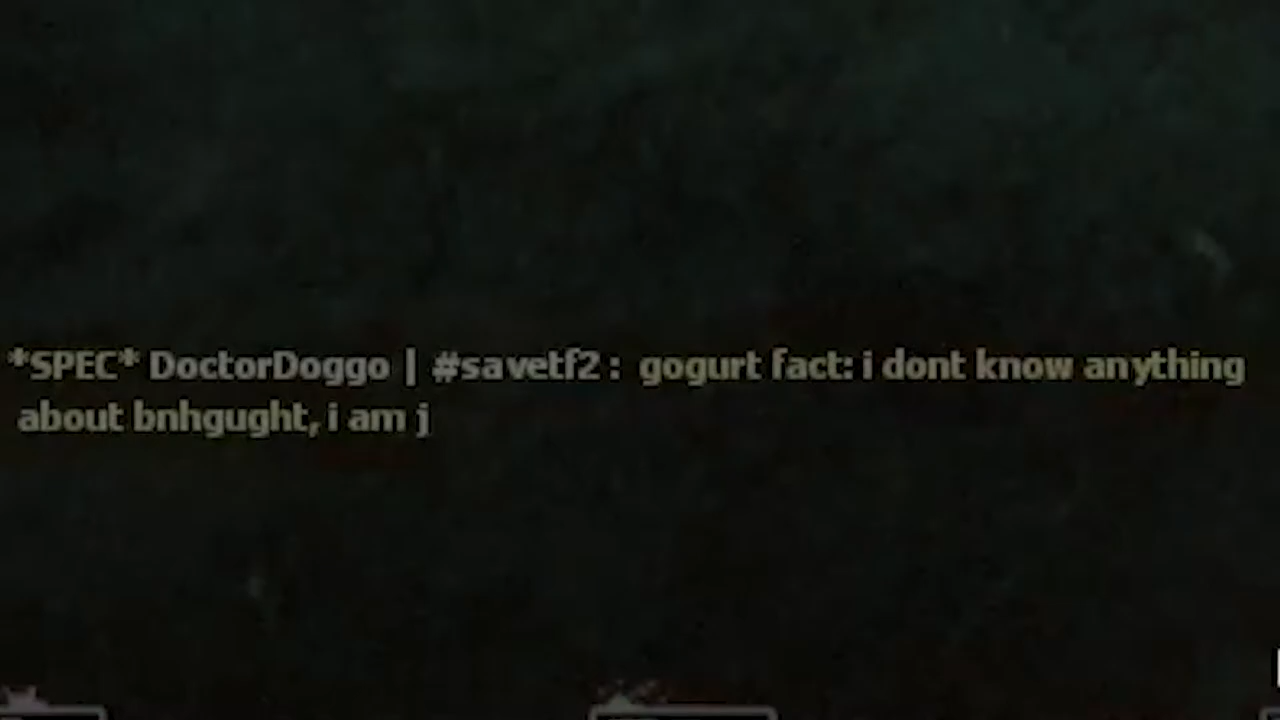 *SPEC* DoctorDoggo | #savetf2 :  gogurt fact: i dont know anything
about bnhgught, i am j